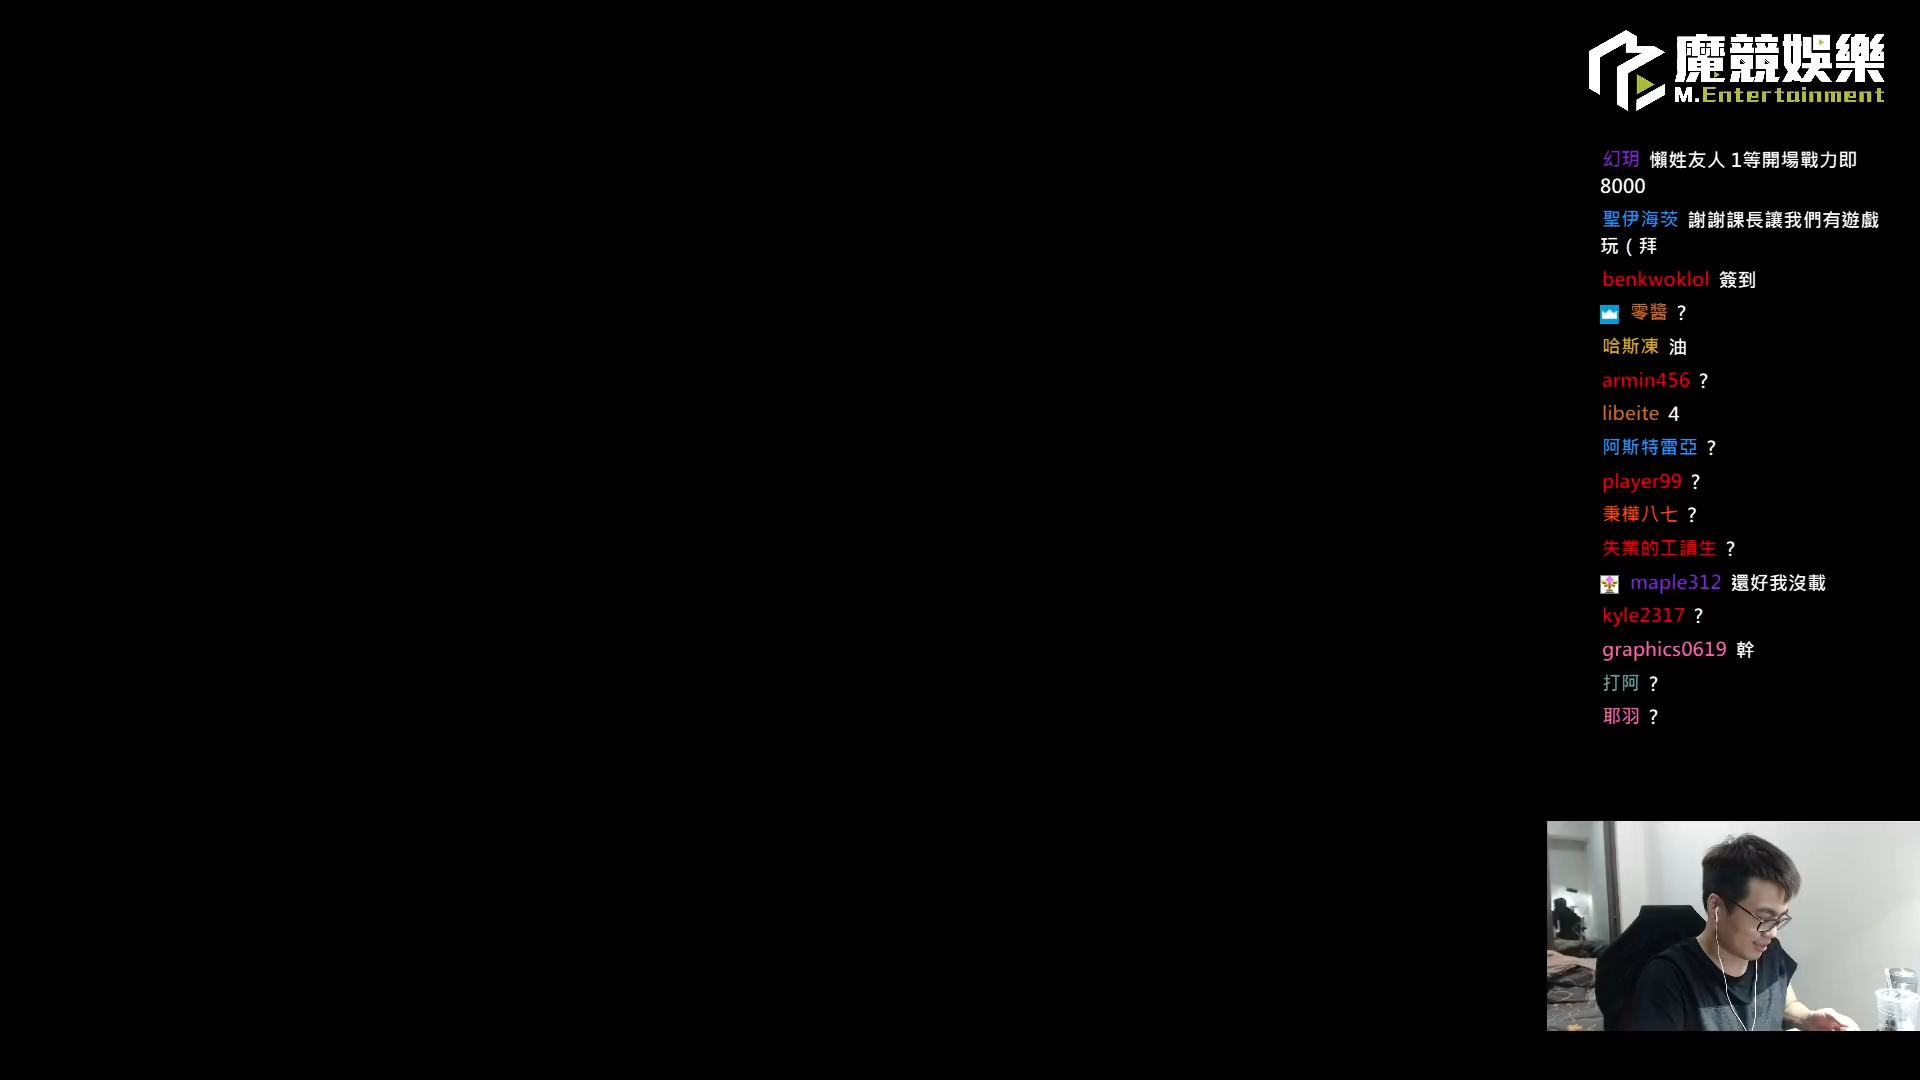 魔競娛樂
M.Entertainment
幻玥 懶姓友人 1等開場戰力即
8000
聖伊海茨 謝謝課長讓我們有遊戲
玩 ( 拜
benkwoklol 簽到
零醬 ?
哈斯凍 油
armin456 ?
libeite 4
阿斯特雷亞 ?
player99 ?
秉樺八七 ?
失業的工讀生 ?
maple312 還好我沒載
kyle2317 ?
graphics0619 幹
打阿 ?
耶羽 ?